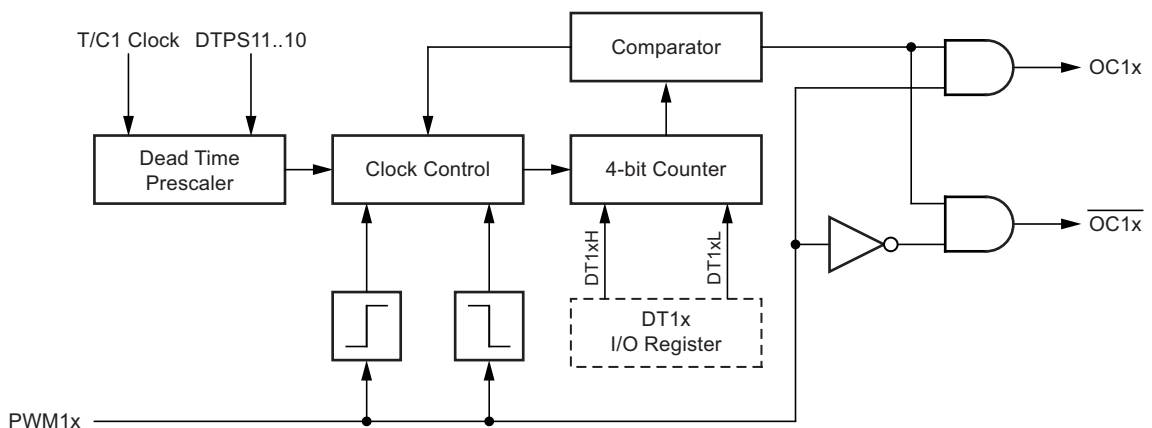 T/C1 Clock
DTPS11..10
Comparator
OC1x
Dead Time
Prescaler
Clock Control
4-bit Counter
DT1xH
DT1xL
O̅C̅1̅x̅
DT1x
I/O Register
PWM1x